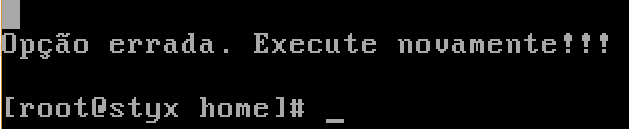 Opção errada. Execute novamente!!!
[root@styx home]# _